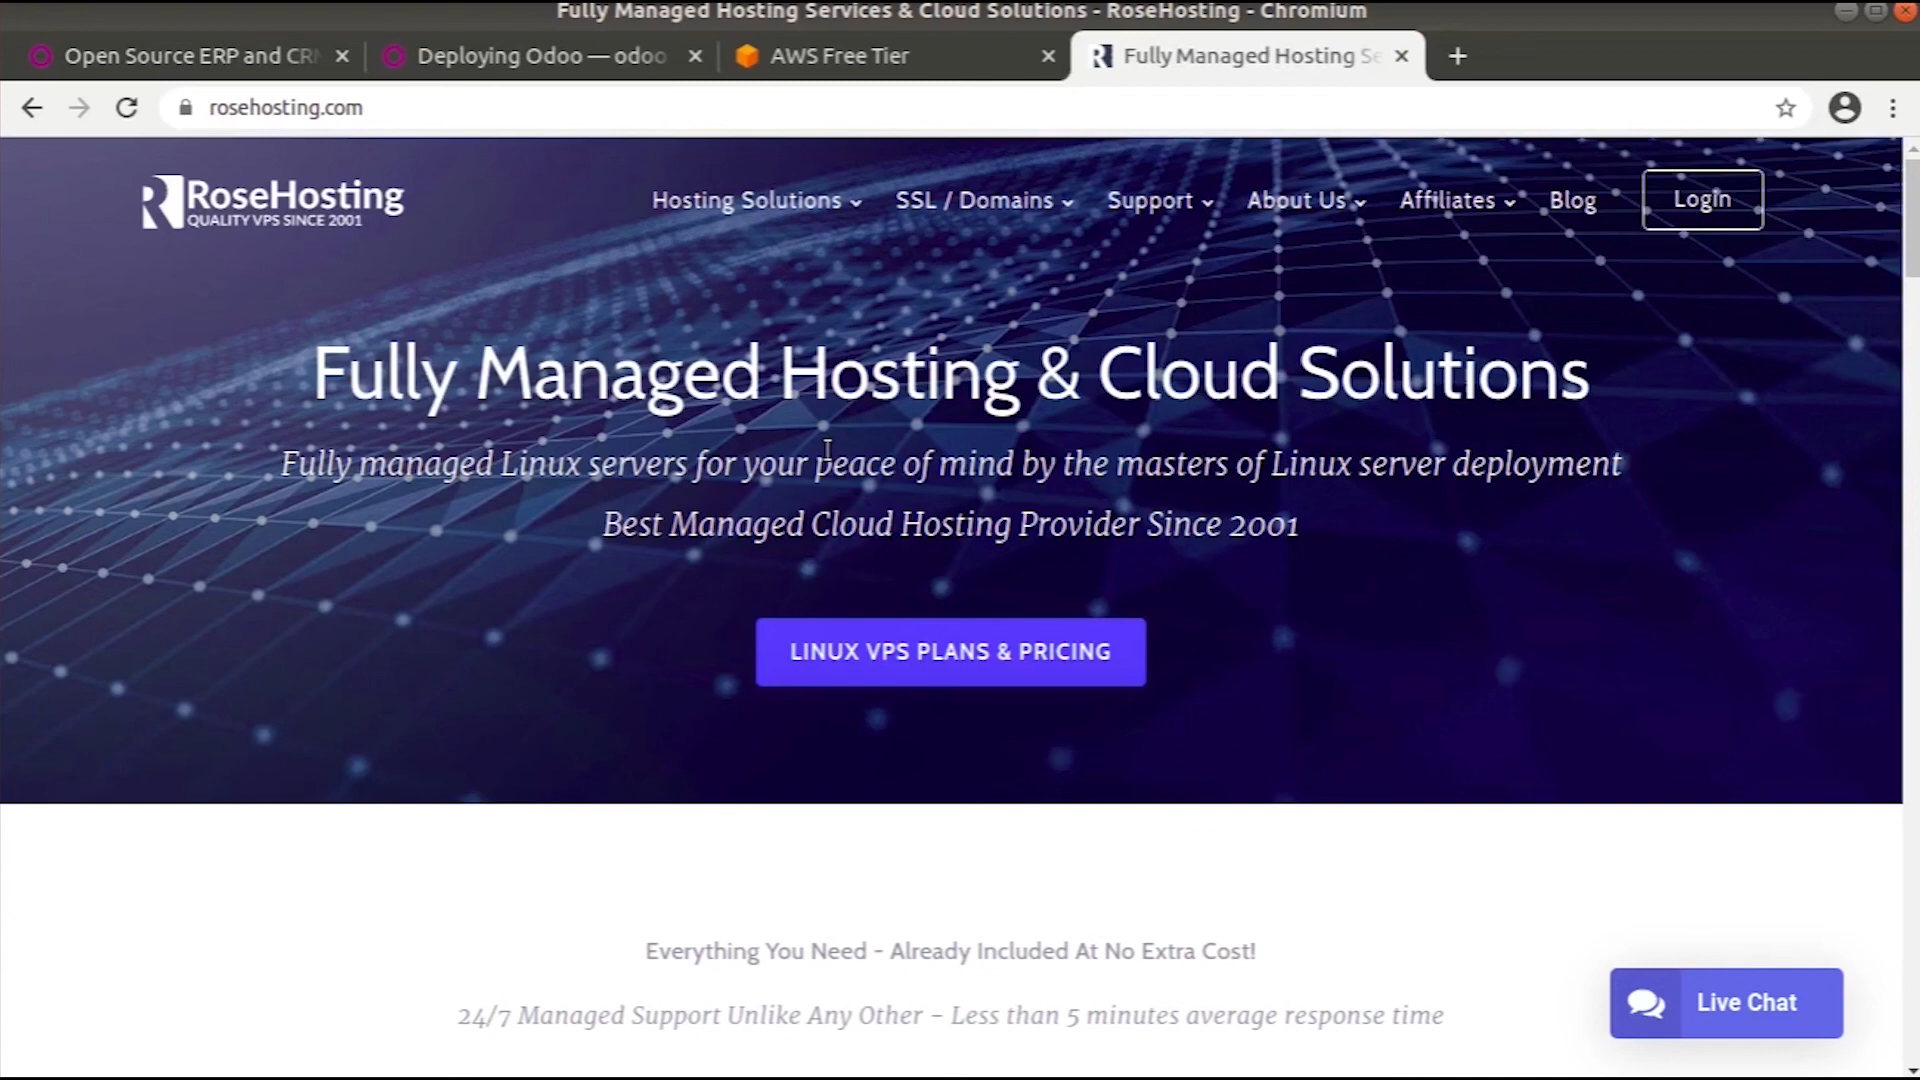 Fully Managed Hosting Services & Cloud Solutions - RoseHosting - Chromium
Open Source ERP and CR
Deploying Odoo — odoo
AWS Free Tier
Fully Managed Hosting Se
rosehosting.com
RoseHosting
QUALITY VPS SINCE 2001
Hosting Solutions
SSL / Domains
Support
About Us
Affiliates
Blog
Login
Fully Managed Hosting & Cloud Solutions
Fully managed Linux servers for your peace of mind by the masters of Linux server deployment
Best Managed Cloud Hosting Provider Since 2001
LINUX VPS PLANS & PRICING
Everything You Need - Already Included At No Extra Cost!
24/7 Managed Support Unlike Any Other – Less than 5 minutes average response time
Live Chat